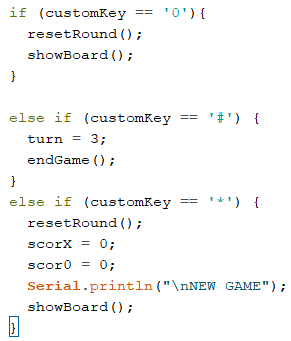 if (customKey == '0'){
resetRound();
showBoard();
}
else if (customKey == '#') {
turn = 3;
endGame();
}
else if (customKey == '*') {
resetRound();
scorX = 0;
scor0 = 0;
Serial.println("\nNEW GAME");
showBoard();
}